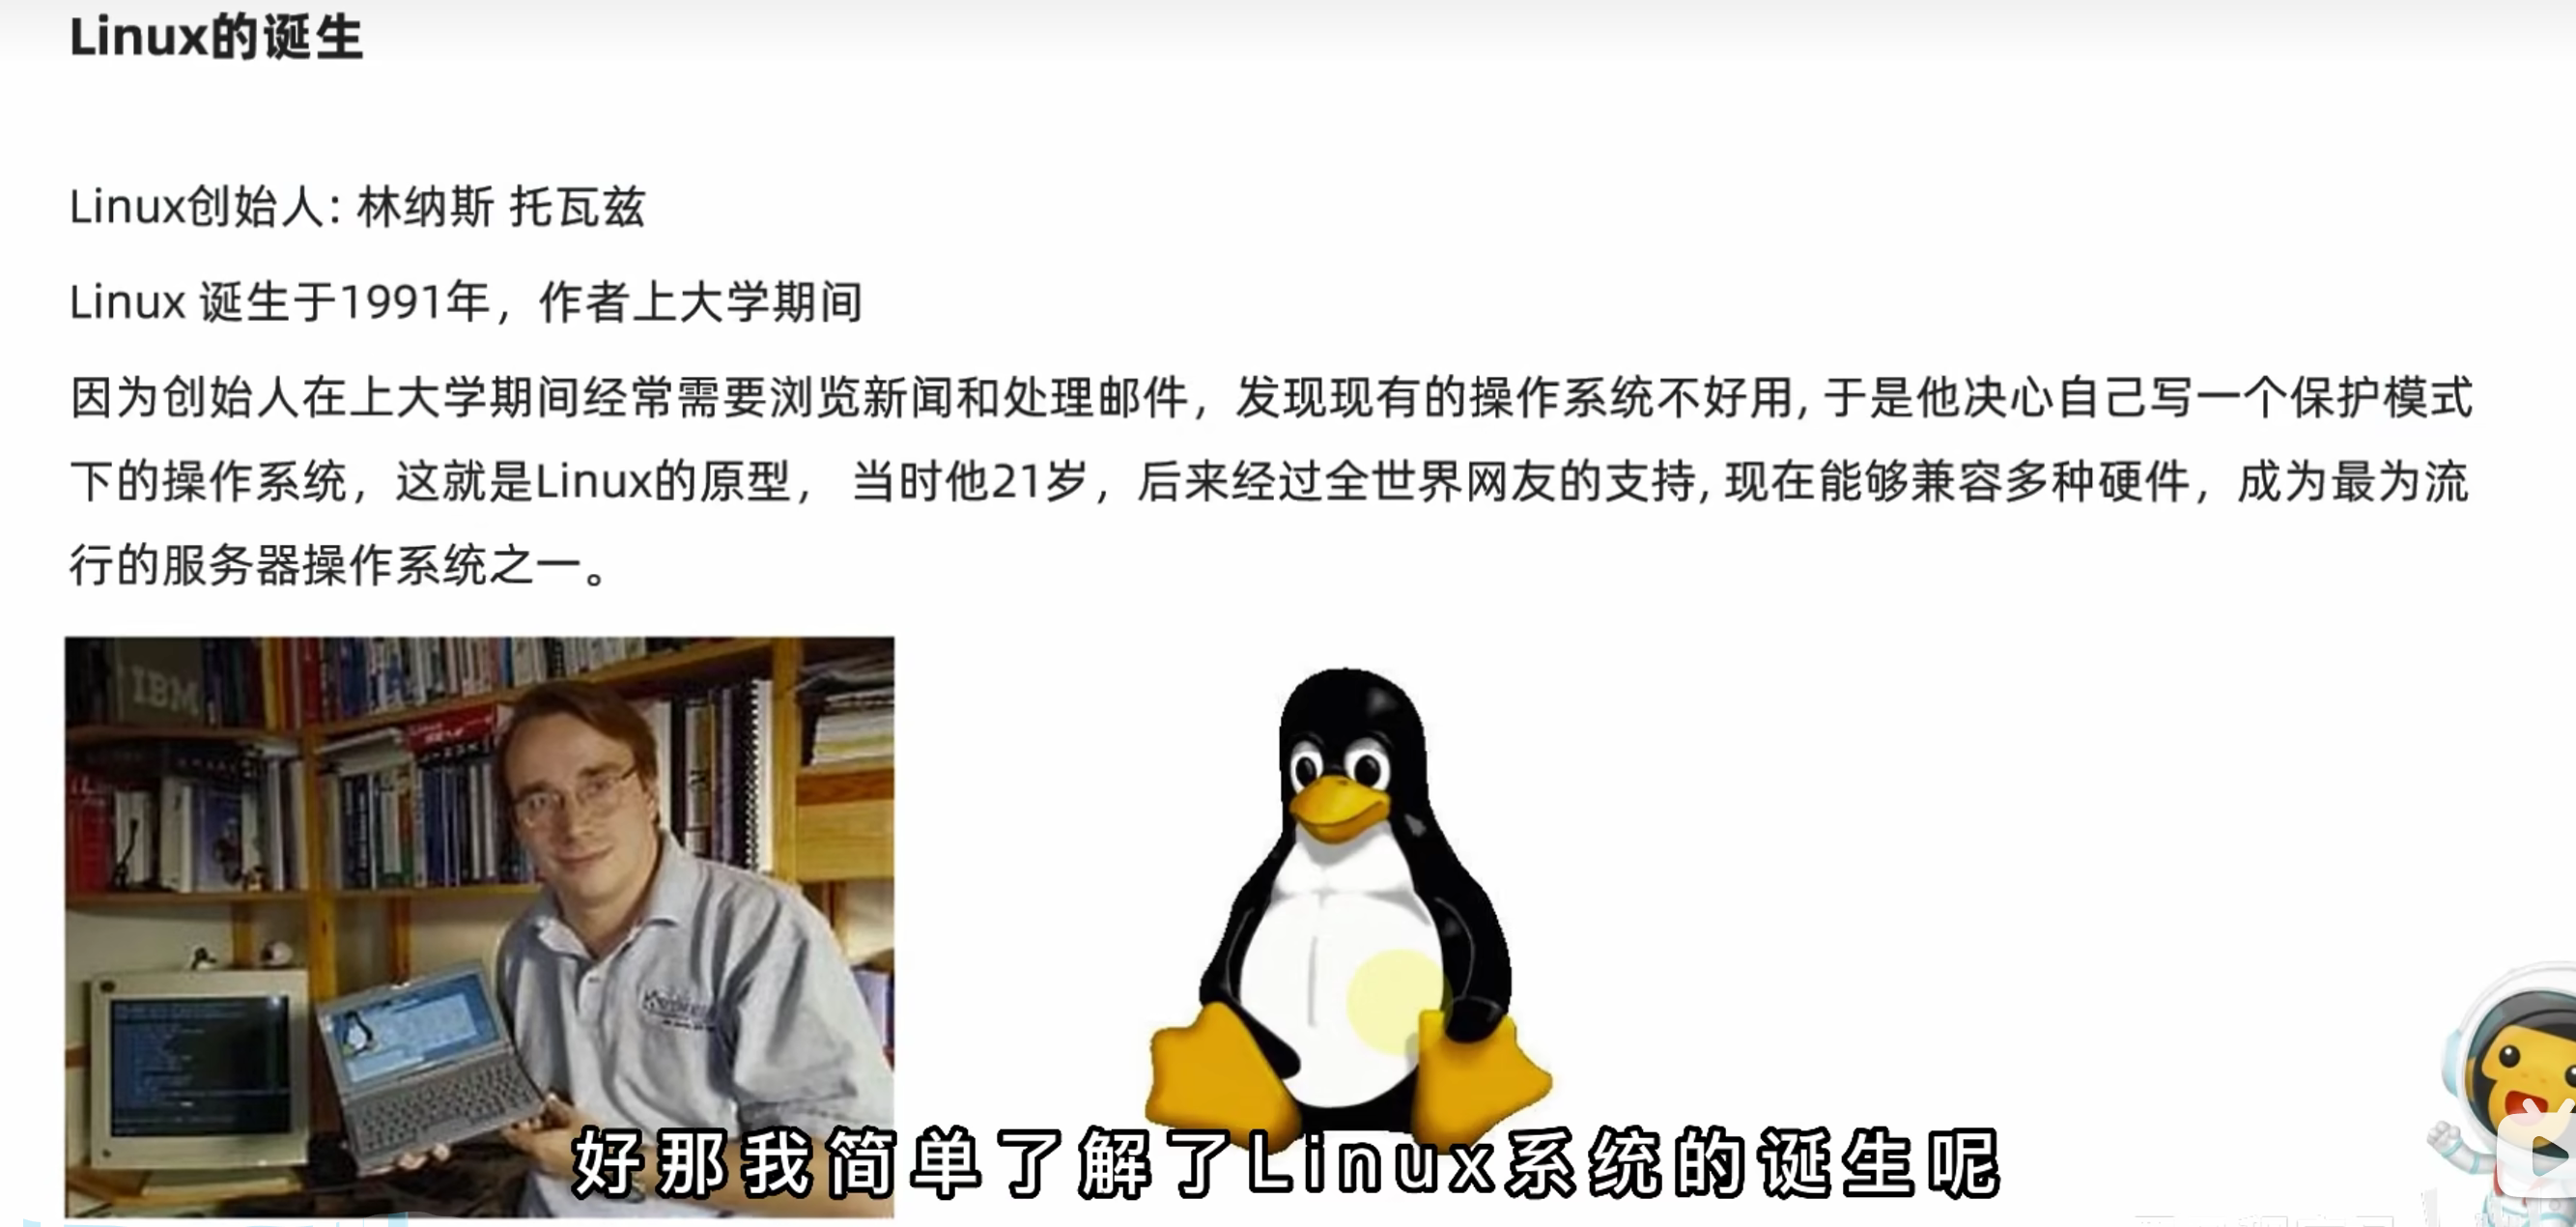 Linux的诞生
Linux创始人: 林纳斯 托瓦兹
Linux 诞生于1991年，作者上大学期间
因为创始人在上大学期间经常需要浏览新闻和处理邮件，发现现有的操作系统不好用, 于是他决心自己写一个保护模式
下的操作系统，这就是Linux的原型， 当时他21岁，后来经过全世界网友的支持, 现在能够兼容多种硬件，成为最为流
行的服务器操作系统之一。
IBM
好那我简单了解了Linux系统的诞生呢